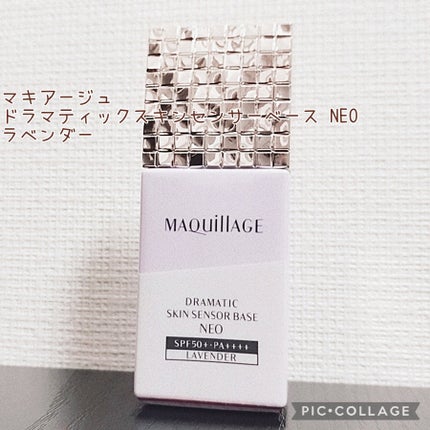 マキアージュ
ドラマティックスキンセンサーベース NEO
ラベンダー
MAQuillAGE
DRAMATIC
SKIN SENSOR BASE
NEO
SPF50+・PA++++
LAVENDER
PIC•COLLAGE